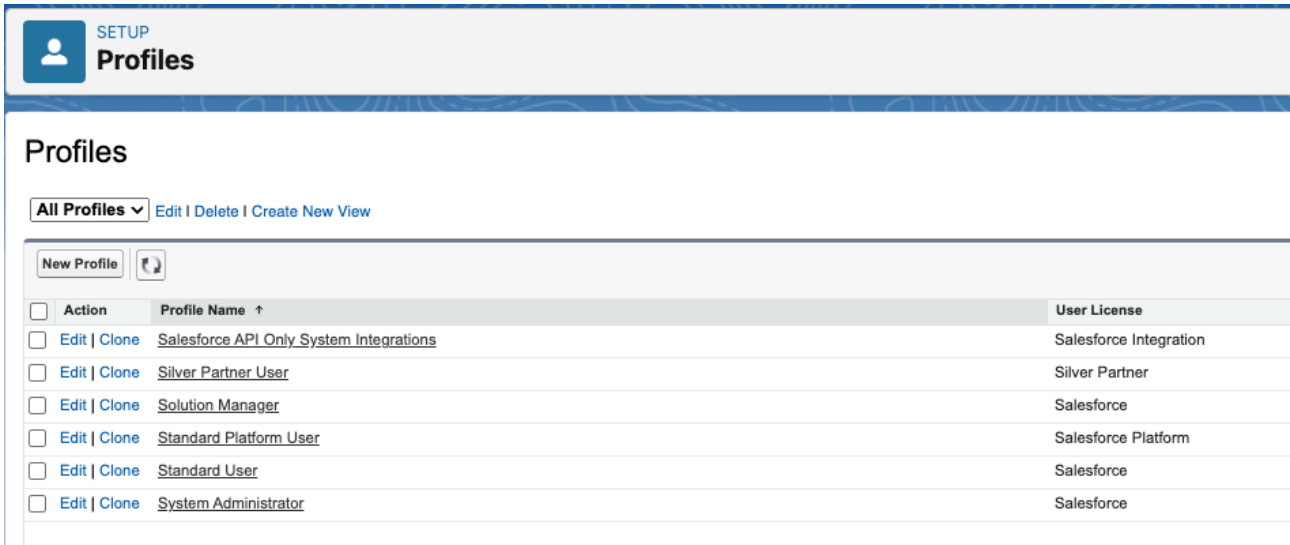 SETUP
Profiles
Profiles
All Profiles Edit | Delete | Create New View
New Profile
Action Profile Name ↑ User License
Edit | Clone Salesforce API Only System Integrations Salesforce Integration
Edit | Clone Silver Partner User Silver Partner
Edit | Clone Solution Manager Salesforce
Edit | Clone Standard Platform User Salesforce Platform
Edit | Clone Standard User Salesforce
Edit | Clone System Administrator Salesforce